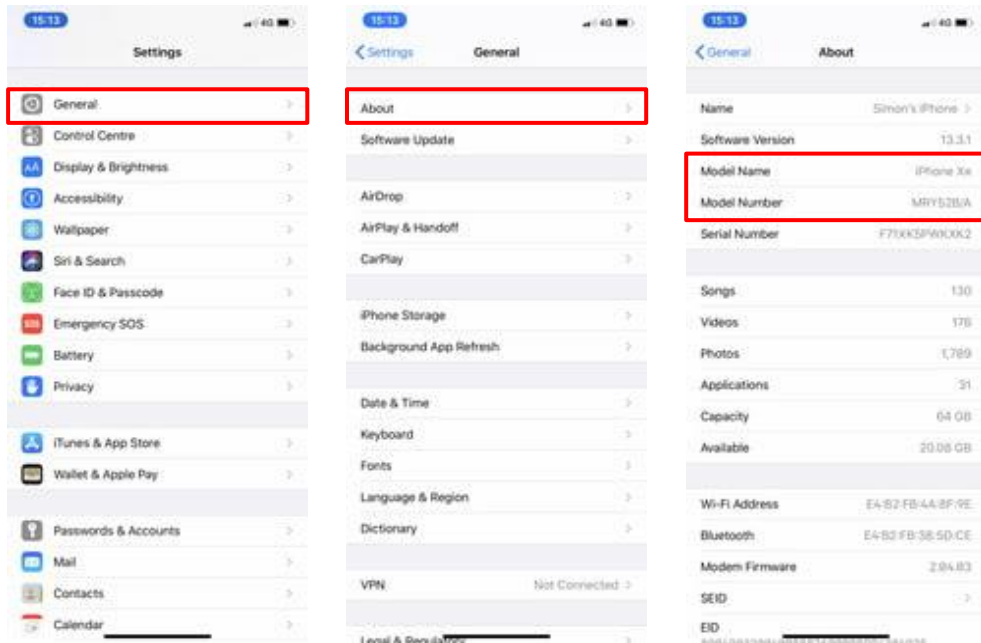 15:13
4G
Settings
General
Control Centre
Display & Brightness
Accessibility
Wallpaper
Siri & Search
Face ID & Passcode
SOS Emergency SOS
Battery
Privacy
iTunes & App Store
Wallet & Apple Pay
Passwords & Accounts
Mail
Contacts
Calendar
15:13
4G
Settings General
About
Software Update
AirDrop
AirPlay & Handoff
CarPlay
iPhone Storage
Background App Refresh
Date & Time
Keyboard
Fonts
Language & Region
Dictionary
VPN Not Connected
Legal & Regulatory
15:13
4G
General About
Name Simon's iPhone
Software Version 13.3.1
Model Name iPhone
Model Number
Serial Number
Songs 130
Videos 176
Photos 1,789
Applications 31
Capacity 64 GB
Available 20.08 GB
Wi-Fi Address
Bluetooth
Modem Firmware 2.04.03
SEID
EID